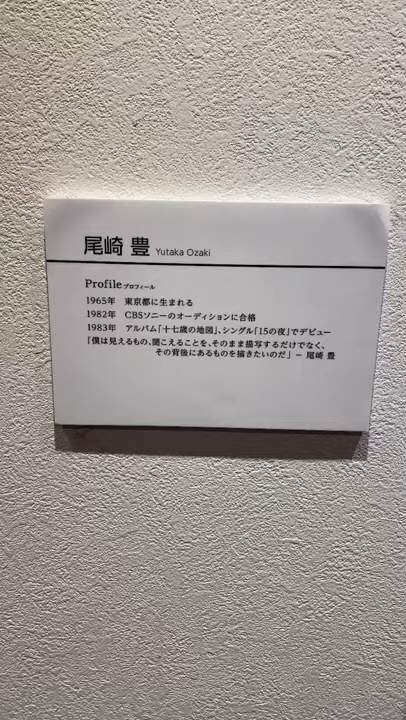 尾崎 豊 Yutaka Ozaki
Profile プロフィール
1965年 東京都に生まれる
1982年 CBSソニーのオーディションに合格
1983年 アルバム「十七歳の地図」、シングル「15の夜」でデビュー
「僕は見えるもの、聞こえることを、そのまま描写するだけでなく、
その背後にあるものを描きたいのだ」－ 尾崎 豊